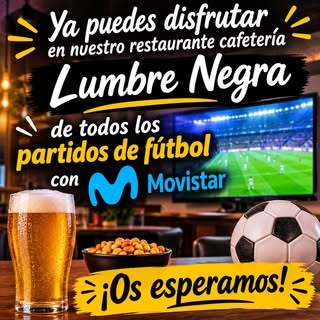 Ya puedes disfrutar
en nuestro restaurante cafetería
Lumbre Negra
de todos los
partidos de fútbol
con M Movistar
¡Os esperamos!